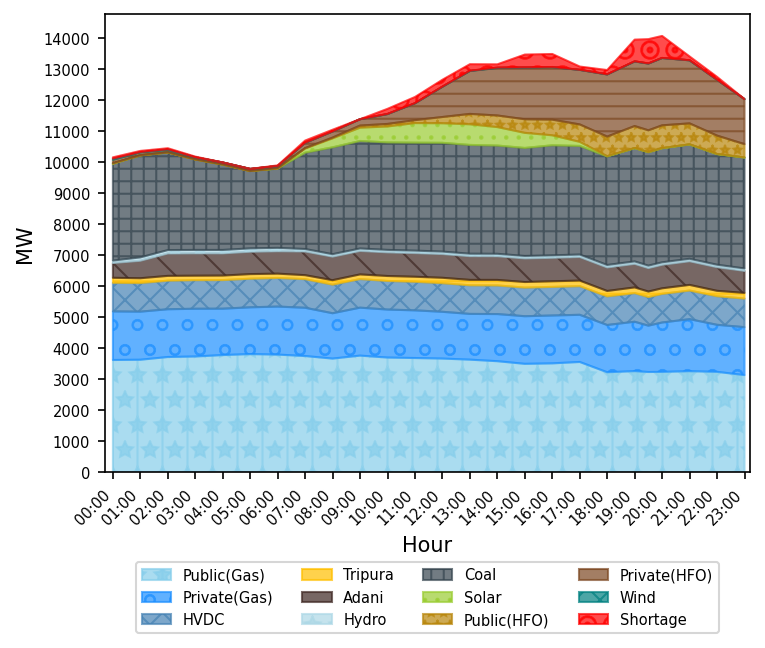 14000
13000
12000
11000
10000
9000
8000
7000
6000
5000
4000
3000
2000
1000
0
MW
00:00 01:00 02:00 03:00 04:00 05:00 06:00 07:00 08:00 09:00 10:00 11:00 12:00 13:00 14:00 15:00 16:00 17:00 18:00 19:00 20:00 21:00 22:00 23:00
Hour
Public(Gas) Tripura Coal Private(HFO)
Private(Gas) Adani Solar Wind
HVDC Hydro Public(HFO) Shortage